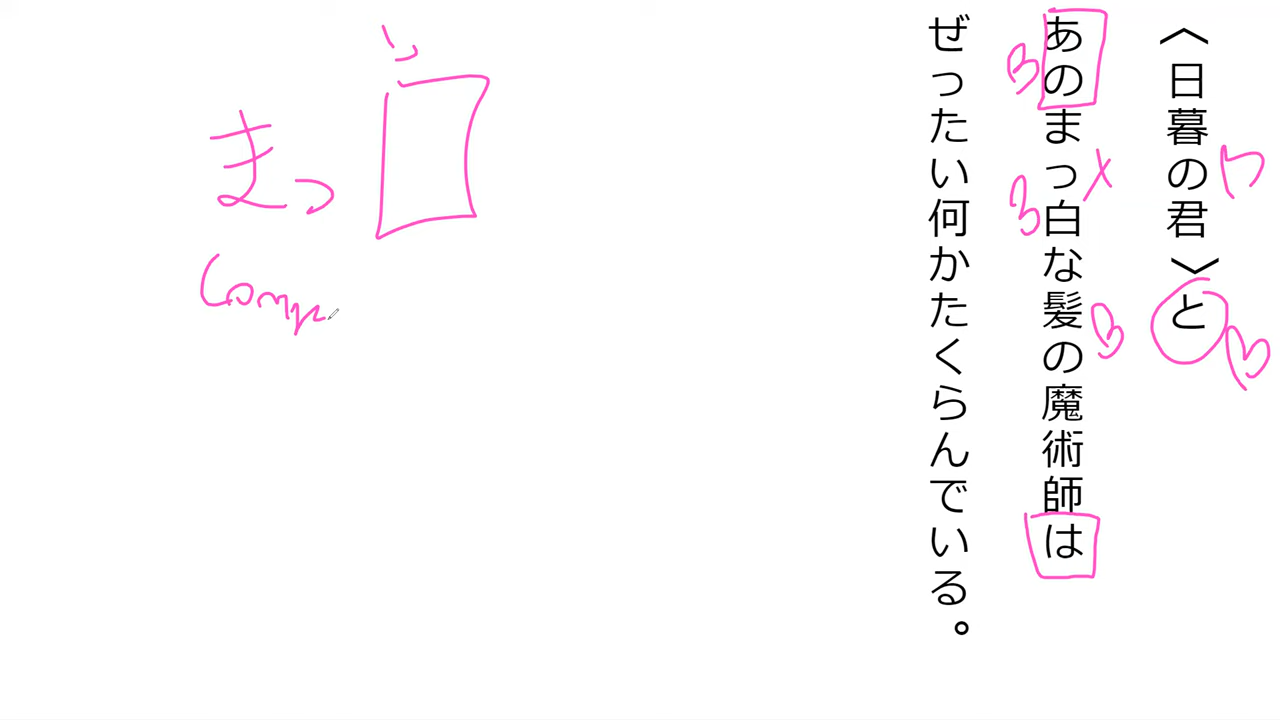 〈日暮の君〉と
あのまっ白な髪の魔術師は
ぜったい何かたくらんでいる。
まっ